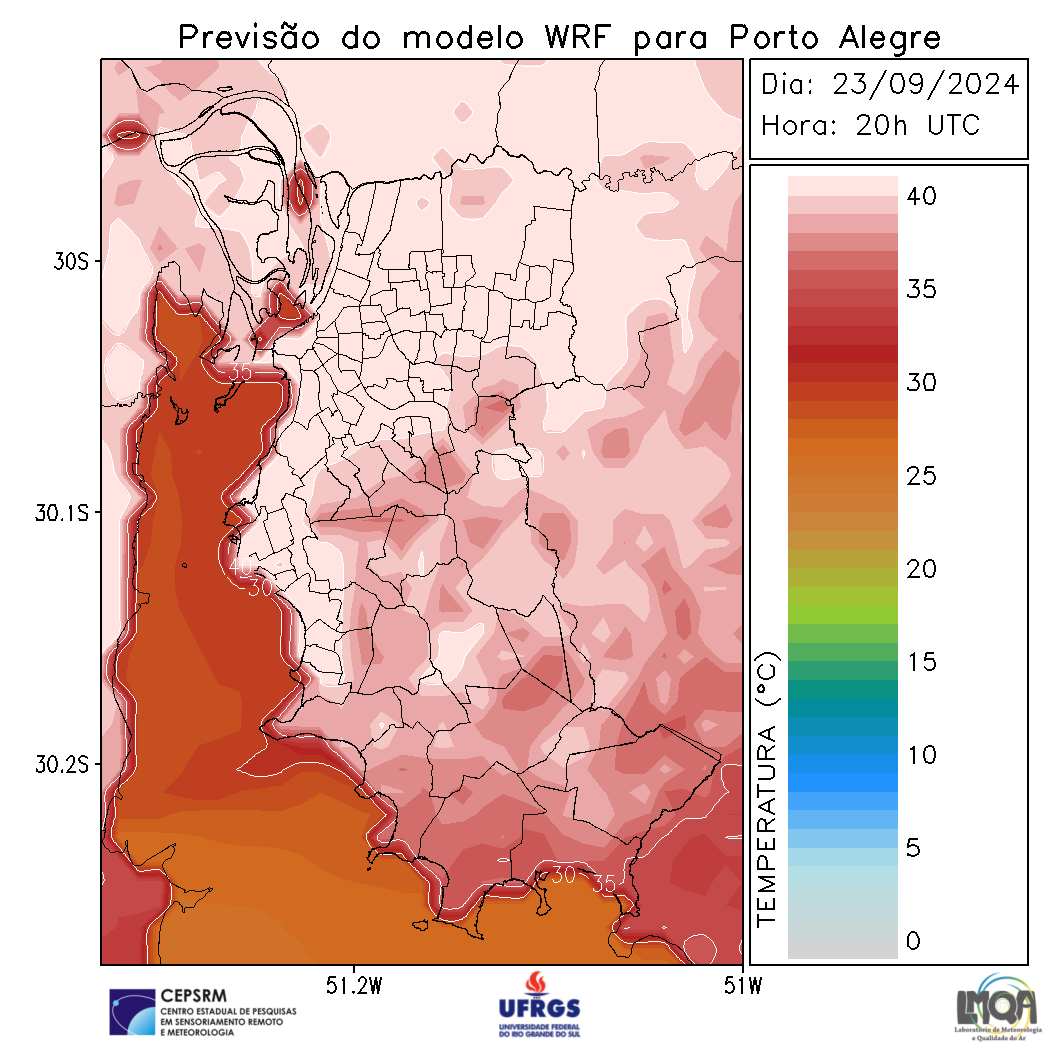 Previsão do modelo WRF para Porto Alegre
Dia: 23/09/2024
Hora: 20h UTC
40
35
30
25
20
15
10
5
0
TEMPERATURA (°C)
30S
30.1S
30.2S
51.2W
51W
35
40
30
30
35
CEPSRM
CENTRO ESTADUAL DE PESQUISAS
EM SENSORIAMENTO REMOTO
E METEOROLOGIA
UFRGS
UNIVERSIDADE FEDERAL
DO RIO GRANDE DO SUL
LMQA
Laboratório de Meteorologia
e Qualidade do Ar